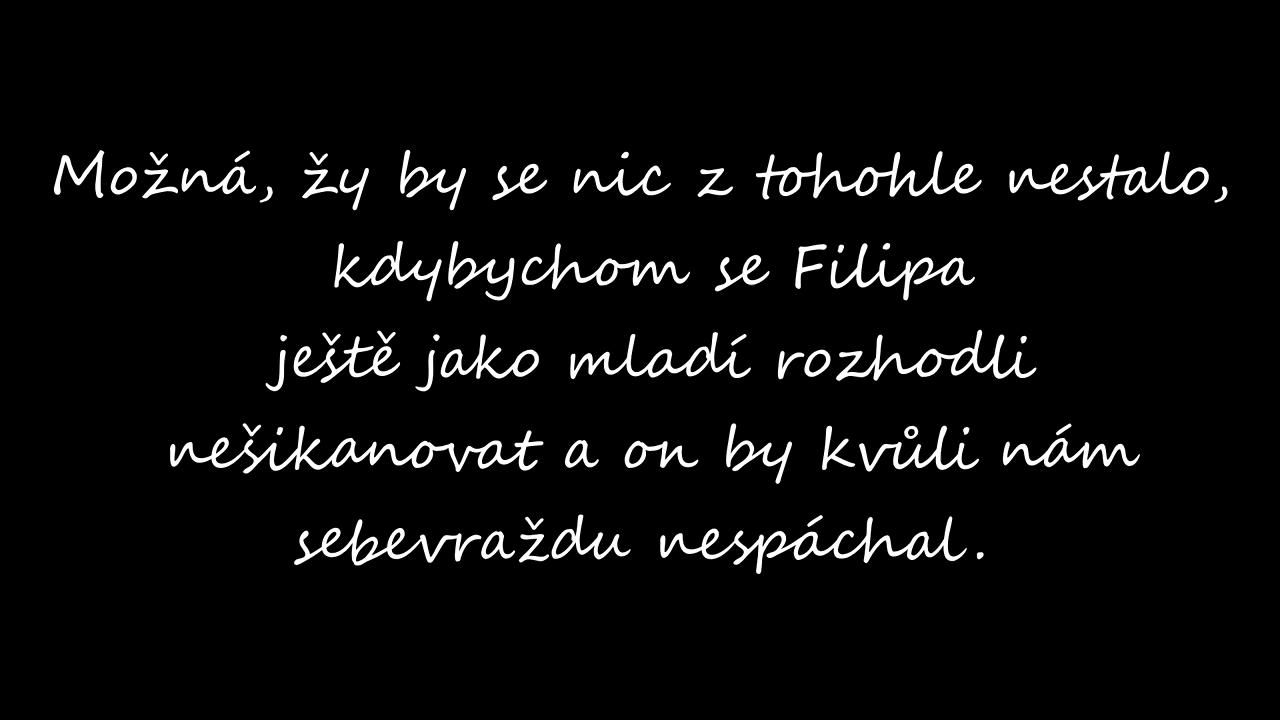 Možná, žy by se nic z tohohle nestalo,
kdybychom se Filipa
ještě jako mladí rozhodli
nešikanovat a on by kvůli nám
sebevraždu nespáchal.